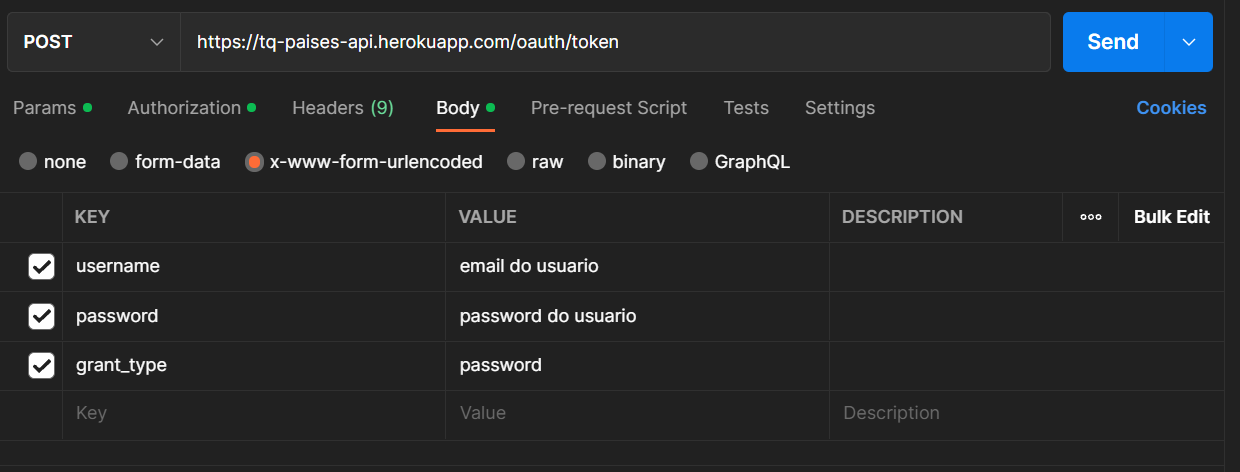 POST https://tq-paises-api.herokuapp.com/oauth/token Send
Params Authorization Headers (9) Body Pre-request Script Tests Settings Cookies
none form-data x-www-form-urlencoded raw binary GraphQL
KEY VALUE DESCRIPTION ooo Bulk Edit
username email do usuario
password password do usuario
grant_type password
Key Value Description